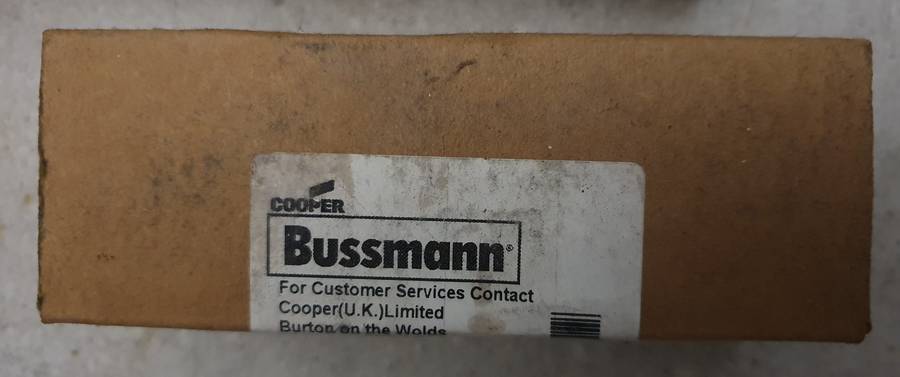 COOPER
Bussmann®
For Customer Services Contact
Cooper(U.K.)Limited
Burton on the Wolds